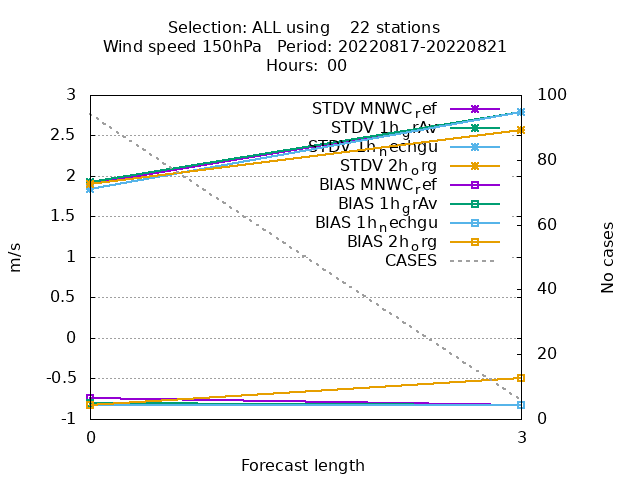 Selection: ALL using    22 stations
Wind speed 150hPa   Period: 20220817-20220821
Hours: 00
3
2.5
2
1.5
1
0.5
0
-0.5
-1
m/s
STDV MNWC_ref
STDV 1h_grAv
STDV 1h_nechgu
STDV 2h_org
BIAS MNWC_ref
BIAS 1h_grAv
BIAS 1h_nechgu
BIAS 2h_org
CASES
100
80
60
40
20
0
No cases
0
3
Forecast length